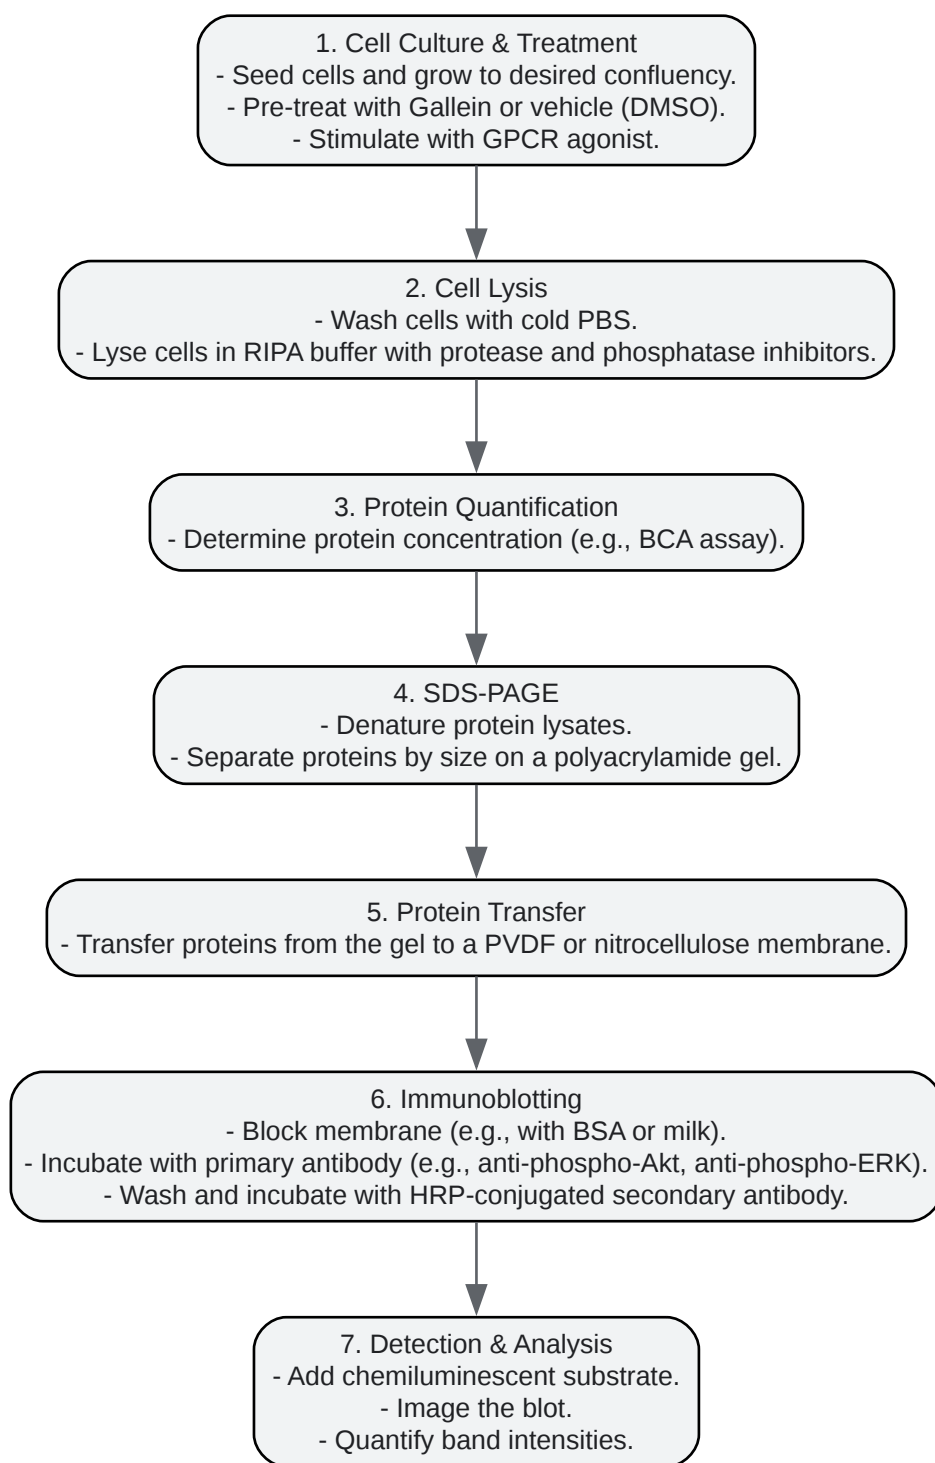 1. Cell Culture & Treatment
- Seed cells and grow to desired confluency.
- Pre-treat with Gallein or vehicle (DMSO).
- Stimulate with GPCR agonist.
2. Cell Lysis
- Wash cells with cold PBS.
- Lyse cells in RIPA buffer with protease and phosphatase inhibitors.
3. Protein Quantification
- Determine protein concentration (e.g., BCA assay).
4. SDS-PAGE
- Denature protein lysates.
- Separate proteins by size on a polyacrylamide gel.
5. Protein Transfer
- Transfer proteins from the gel to a PVDF or nitrocellulose membrane.
6. Immunoblotting
- Block membrane (e.g., with BSA or milk).
- Incubate with primary antibody (e.g., anti-phospho-Akt, anti-phospho-ERK).
- Wash and incubate with HRP-conjugated secondary antibody.
7. Detection & Analysis
- Add chemiluminescent substrate.
- Image the blot.
- Quantify band intensities.